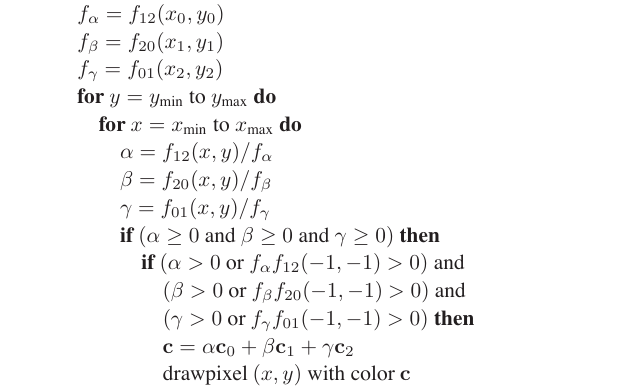 f_α = f_12(x_0, y_0)
f_β = f_20(x_1, y_1)
f_γ = f_01(x_2, y_2)
for y = y_min to y_max do
for x = x_min to x_max do
α = f_12(x, y)/f_α
β = f_20(x, y)/f_β
γ = f_01(x, y)/f_γ
if (α ≥ 0 and β ≥ 0 and γ ≥ 0) then
if (α > 0 or f_α f_12(−1, −1) > 0) and
(β > 0 or f_β f_20(−1, −1) > 0) and
(γ > 0 or f_γ f_01(−1, −1) > 0) then
c = αc_0 + βc_1 + γc_2
drawpixel (x, y) with color c